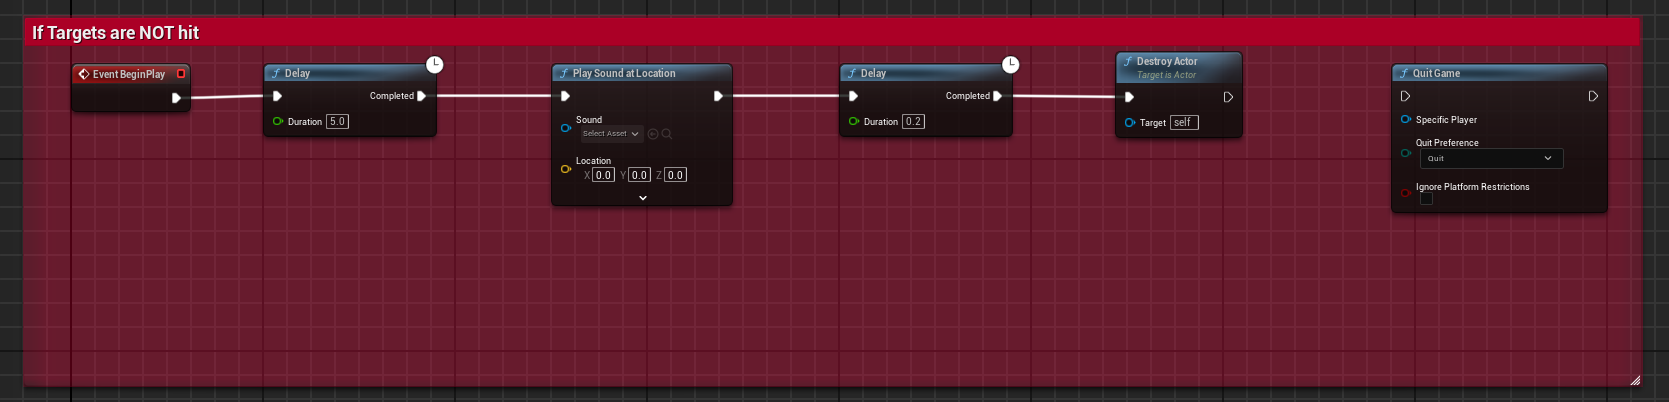 If Targets are NOT hit
Event BeginPlay
Delay
Completed
Duration 5.0
Play Sound at Location
Sound
Select Asset
Location
X 0.0 Y 0.0 Z 0.0
Delay
Completed
Duration 0.2
Destroy Actor
Target is Actor
Target self
Quit Game
Specific Player
Quit Preference
Quit
Ignore Platform Restrictions